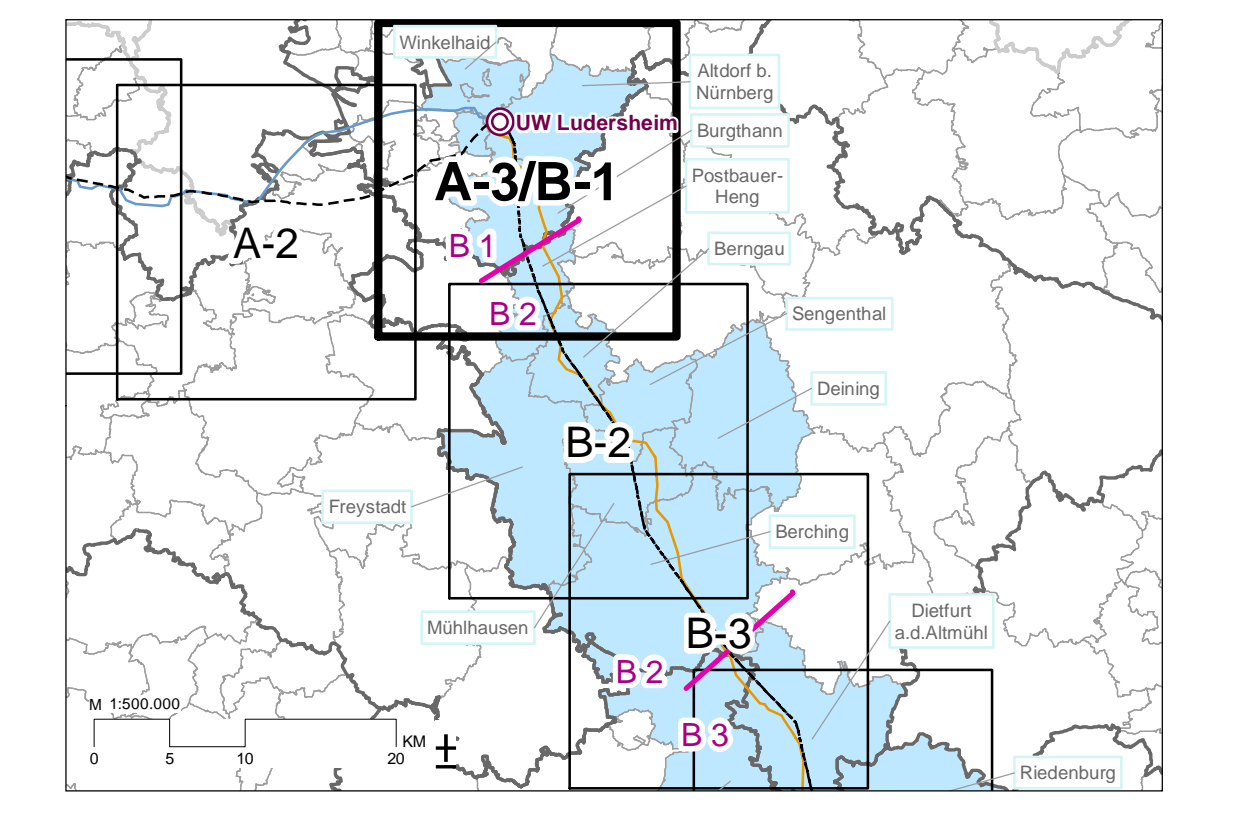 Winkelhaid
Altdorf b.
Nürnberg
UW Ludersheim
Burgthann
A-3/B-1
Postbauer-
Heng
A-2
B 1
Berngau
B 2
Sengenthal
Deining
B-2
Freystadt
Berching
Mühlhausen
Dietfurt
a.d.Altmühl
B-3
B 2
B 3
M 1:500.000
KM
0 5 10 20
Riedenburg